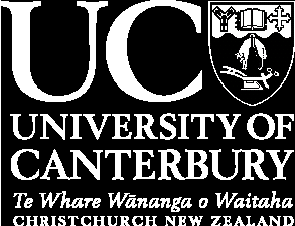 UC
UNIVERSITY OF
CANTERBURY
Te Whare Wānanga o Waitaha
CHRISTCHURCH NEW ZEALAND